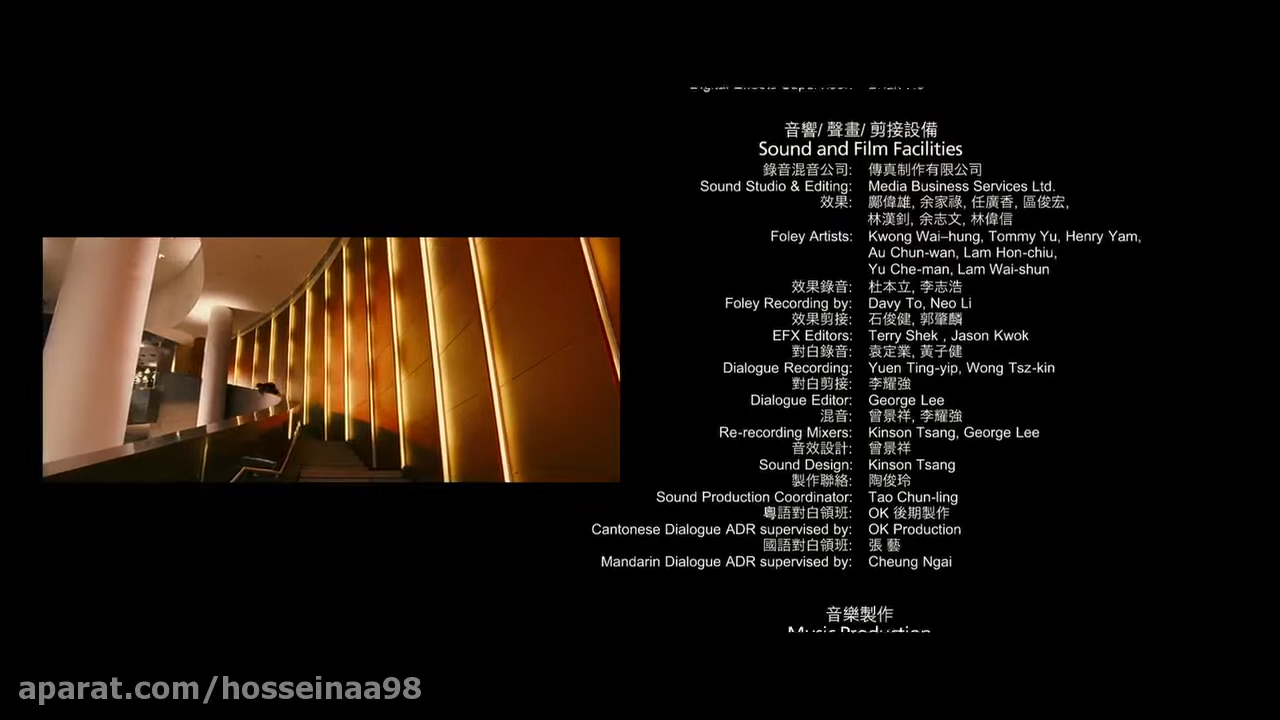 音響/ 聲畫/ 剪接設備
Sound and Film Facilities
錄音混音公司: 傳真制作有限公司
Sound Studio & Editing: Media Business Services Ltd.
效果: 鄺偉雄, 余家祿, 任廣香, 區俊宏,
林漢釗, 余志文, 林偉信
Foley Artists: Kwong Wai–hung, Tommy Yu, Henry Yam,
Au Chun-wan, Lam Hon-chiu,
Yu Che-man, Lam Wai-shun
效果錄音: 杜本立, 李志浩
Foley Recording by: Davy To, Neo Li
效果剪接: 石俊健, 郭肇麟
EFX Editors: Terry Shek , Jason Kwok
對白錄音: 袁定業, 黃子健
Dialogue Recording: Yuen Ting-yip, Wong Tsz-kin
對白剪接: 李耀強
Dialogue Editor: George Lee
混音: 曾景祥, 李耀強
Re-recording Mixers: Kinson Tsang, George Lee
音效設計: 曾景祥
Sound Design: Kinson Tsang
製作聯絡: 陶俊玲
Sound Production Coordinator: Tao Chun-ling
粵語對白領班: OK 後期製作
Cantonese Dialogue ADR supervised by: OK Production
國語對白領班: 張 藝
Mandarin Dialogue ADR supervised by: Cheung Ngai
音樂製作
Music Production
aparat.com/hosseinaa98